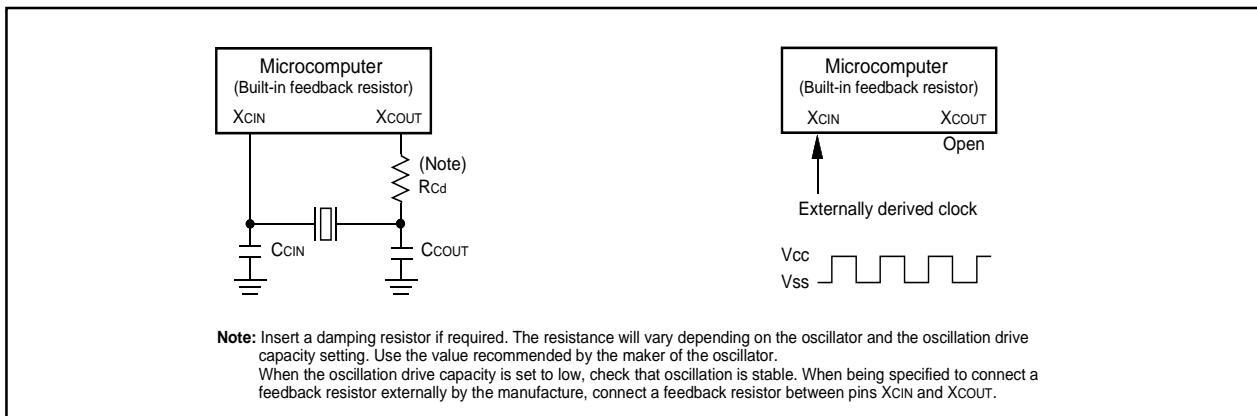 Microcomputer
(Built-in feedback resistor)
XCIN XCOUT
(Note)
RCd
CCIN CCOUT
Microcomputer
(Built-in feedback resistor)
XCIN XCOUT
Open
Externally derived clock
Vcc
Vss
Note: Insert a damping resistor if required. The resistance will vary depending on the oscillator and the oscillation drive
capacity setting. Use the value recommended by the maker of the oscillator.
When the oscillation drive capacity is set to low, check that oscillation is stable. When being specified to connect a
feedback resistor externally by the manufacture, connect a feedback resistor between pins XCIN and XCOUT.